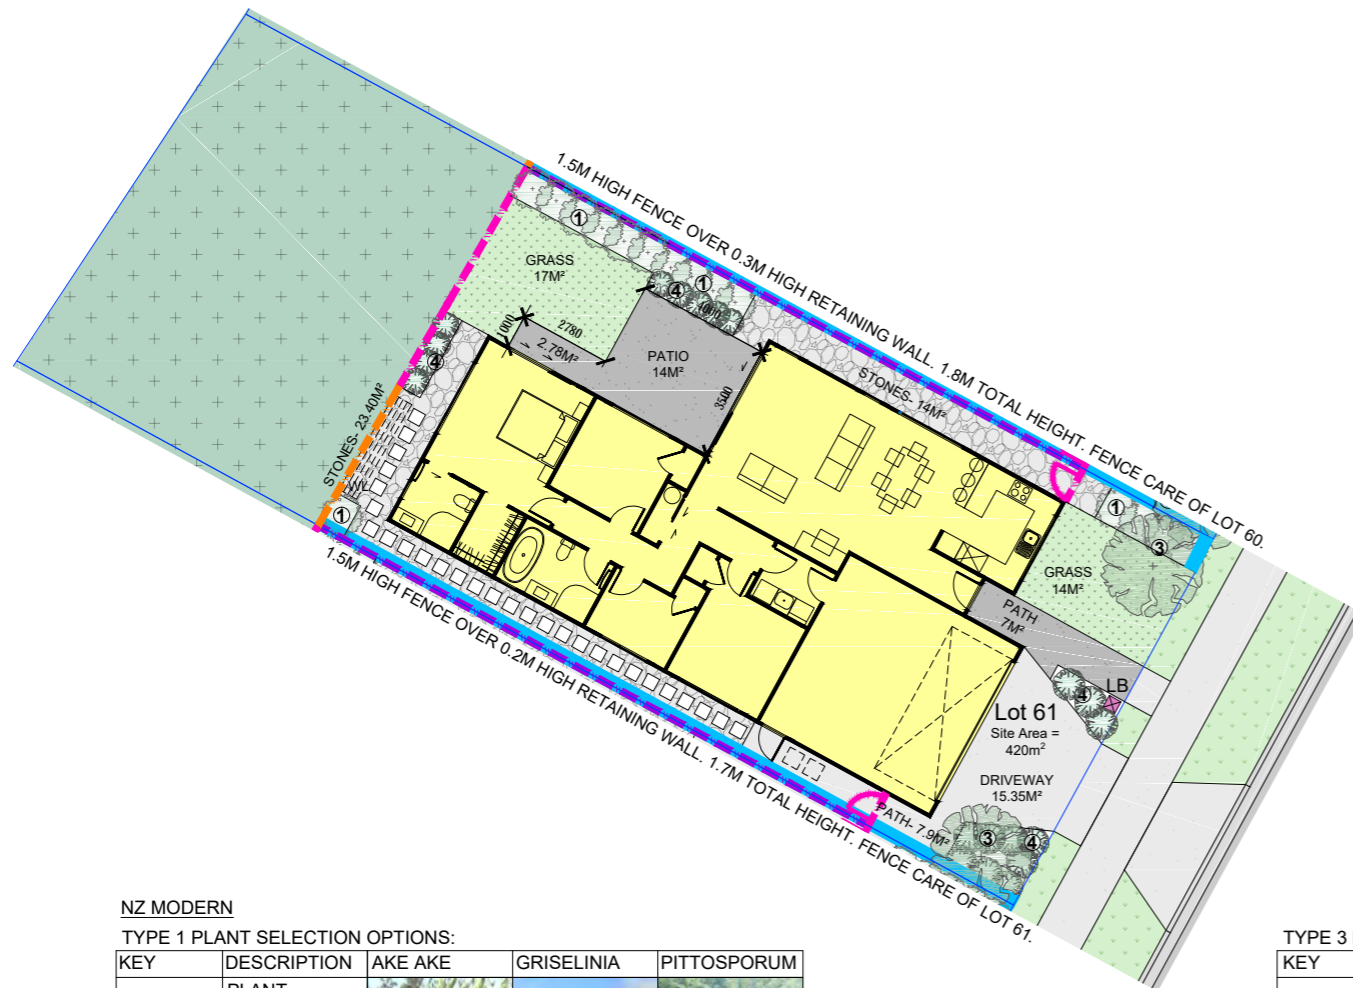 1.5M HIGH FENCE OVER 0.3M HIGH RETAINING WALL. 1.8M TOTAL HEIGHT. FENCE CARE OF LOT 60.
①
GRASS
17M²
①
④
1000
1000
2780
2.78M²
PATIO
14M²
3500
④
STONES- 14M²
STONES- 23.40M²
①
①
③
GRASS
14M²
PATH
7M²
LB
④
Lot 61
Site Area =
420m²
DRIVEWAY
15.35M²
PATH- 7.9M²
③
④
1.5M HIGH FENCE OVER 0.2M HIGH RETAINING WALL. 1.7M TOTAL HEIGHT. FENCE CARE OF LOT 61.
NZ MODERN
TYPE 1 PLANT SELECTION OPTIONS:
KEY DESCRIPTION AKE AKE GRISELINIA PITTOSPORUM
PLANT
TYPE 3
KEY